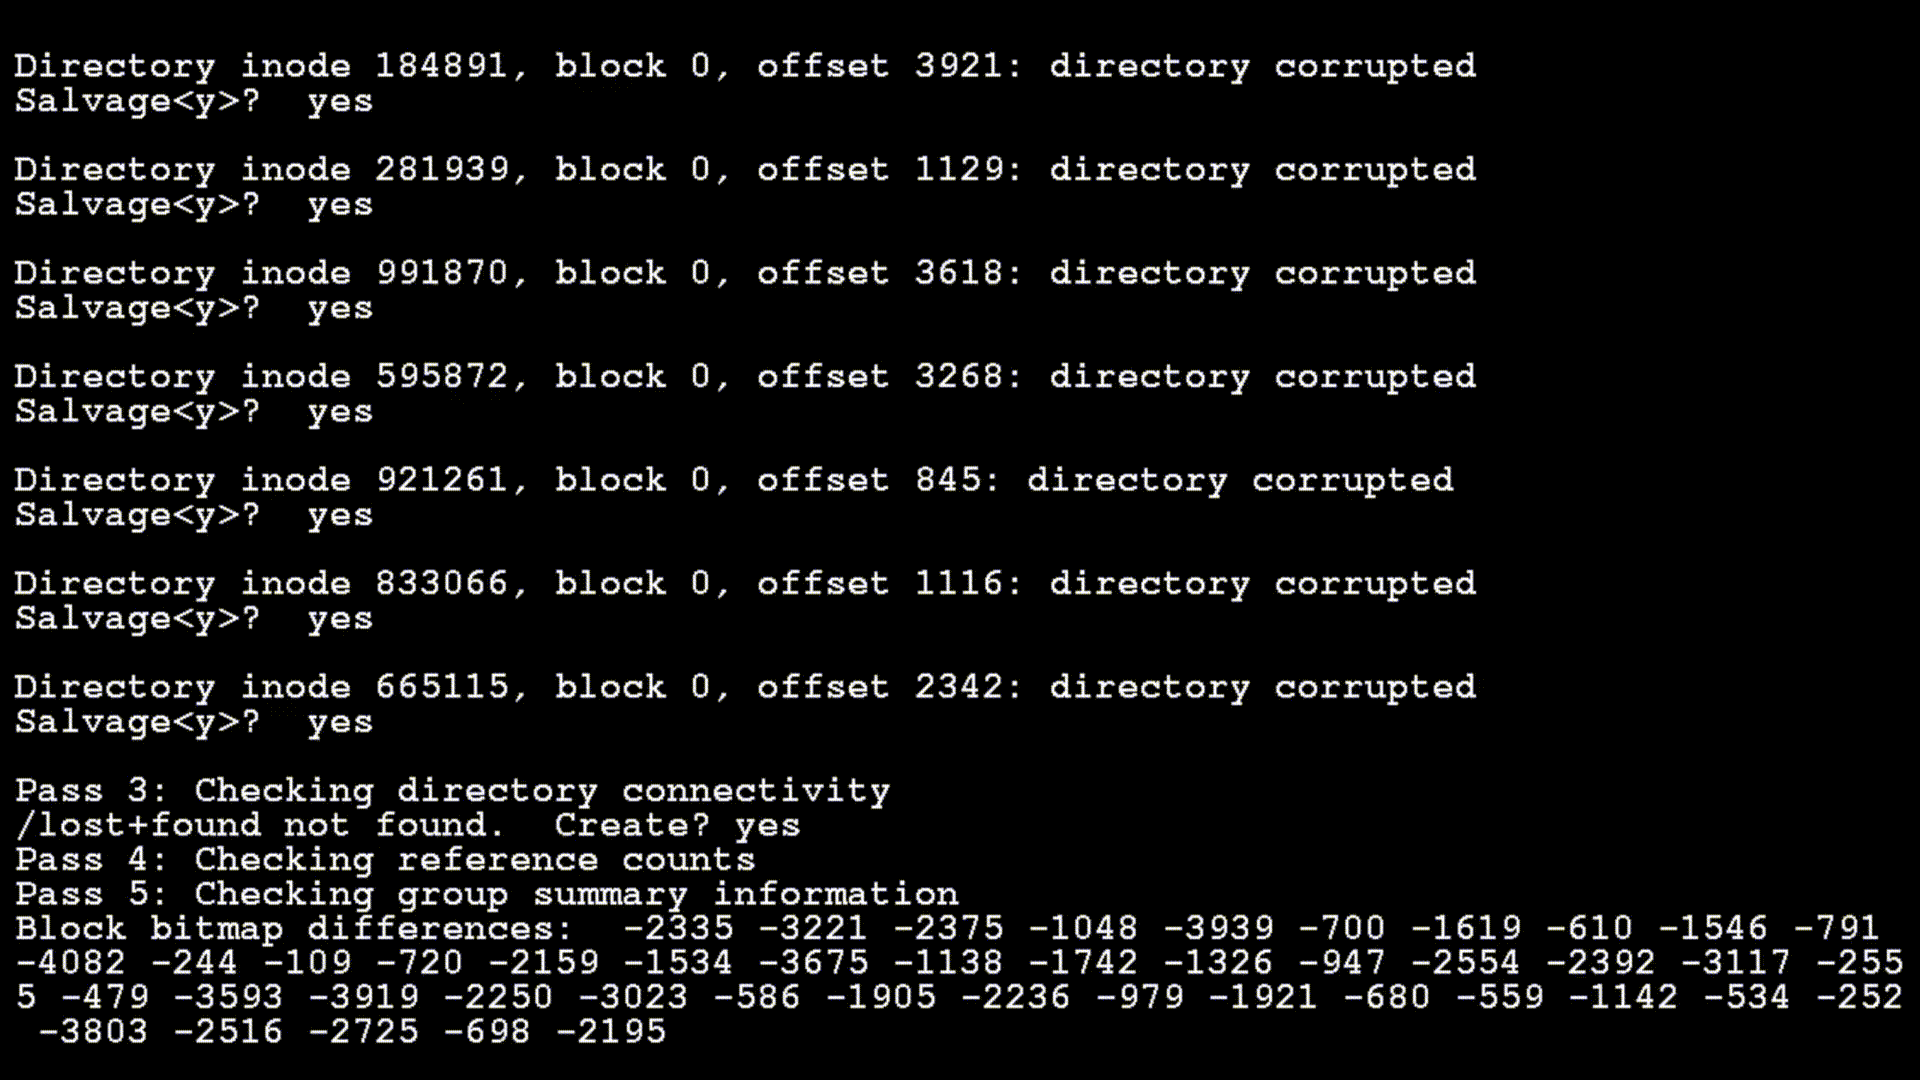 Directory inode 184891, block 0, offset 3921: directory corrupted
Salvage<y>?  yes
Directory inode 281939, block 0, offset 1129: directory corrupted
Salvage<y>?  yes
Directory inode 991870, block 0, offset 3618: directory corrupted
Salvage<y>?  yes
Directory inode 595872, block 0, offset 3268: directory corrupted
Salvage<y>?  yes
Directory inode 921261, block 0, offset 845: directory corrupted
Salvage<y>?  yes
Directory inode 833066, block 0, offset 1116: directory corrupted
Salvage<y>?  yes
Directory inode 665115, block 0, offset 2342: directory corrupted
Salvage<y>?  yes
Pass 3: Checking directory connectivity
/lost+found not found.  Create? yes
Pass 4: Checking reference counts
Pass 5: Checking group summary information
Block bitmap differences:  -2335 -3221 -2375 -1048 -3939 -700 -1619 -610 -1546 -791
-4082 -244 -109 -720 -2159 -1534 -3675 -1138 -1742 -1326 -947 -2554 -2392 -3117 -255
5 -479 -3593 -3919 -2250 -3023 -586 -1905 -2236 -979 -1921 -680 -559 -1142 -534 -252
 -3803 -2516 -2725 -698 -2195